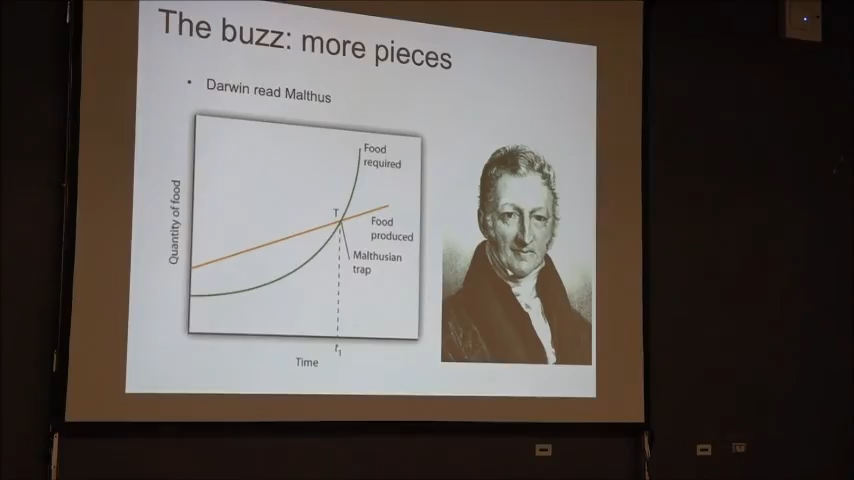 The buzz: more pieces
• Darwin read Malthus
Food
required
Quantity of food
T
Food
produced
Malthusian
trap
t1
Time